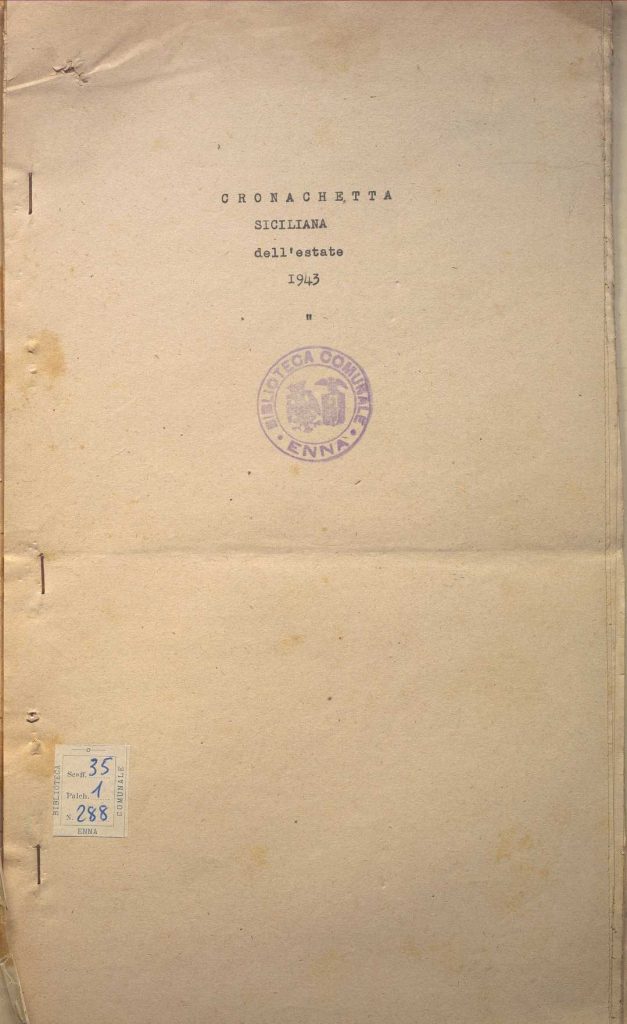 CRONACHETTA
SICILIANA
dell'estate
1943
"
BIBLIOTECA COMUNALE
• ENNA •
BIBLIOTECA
COMUNALE
Scaff. 35
Palch. 1
N. 288
ENNA